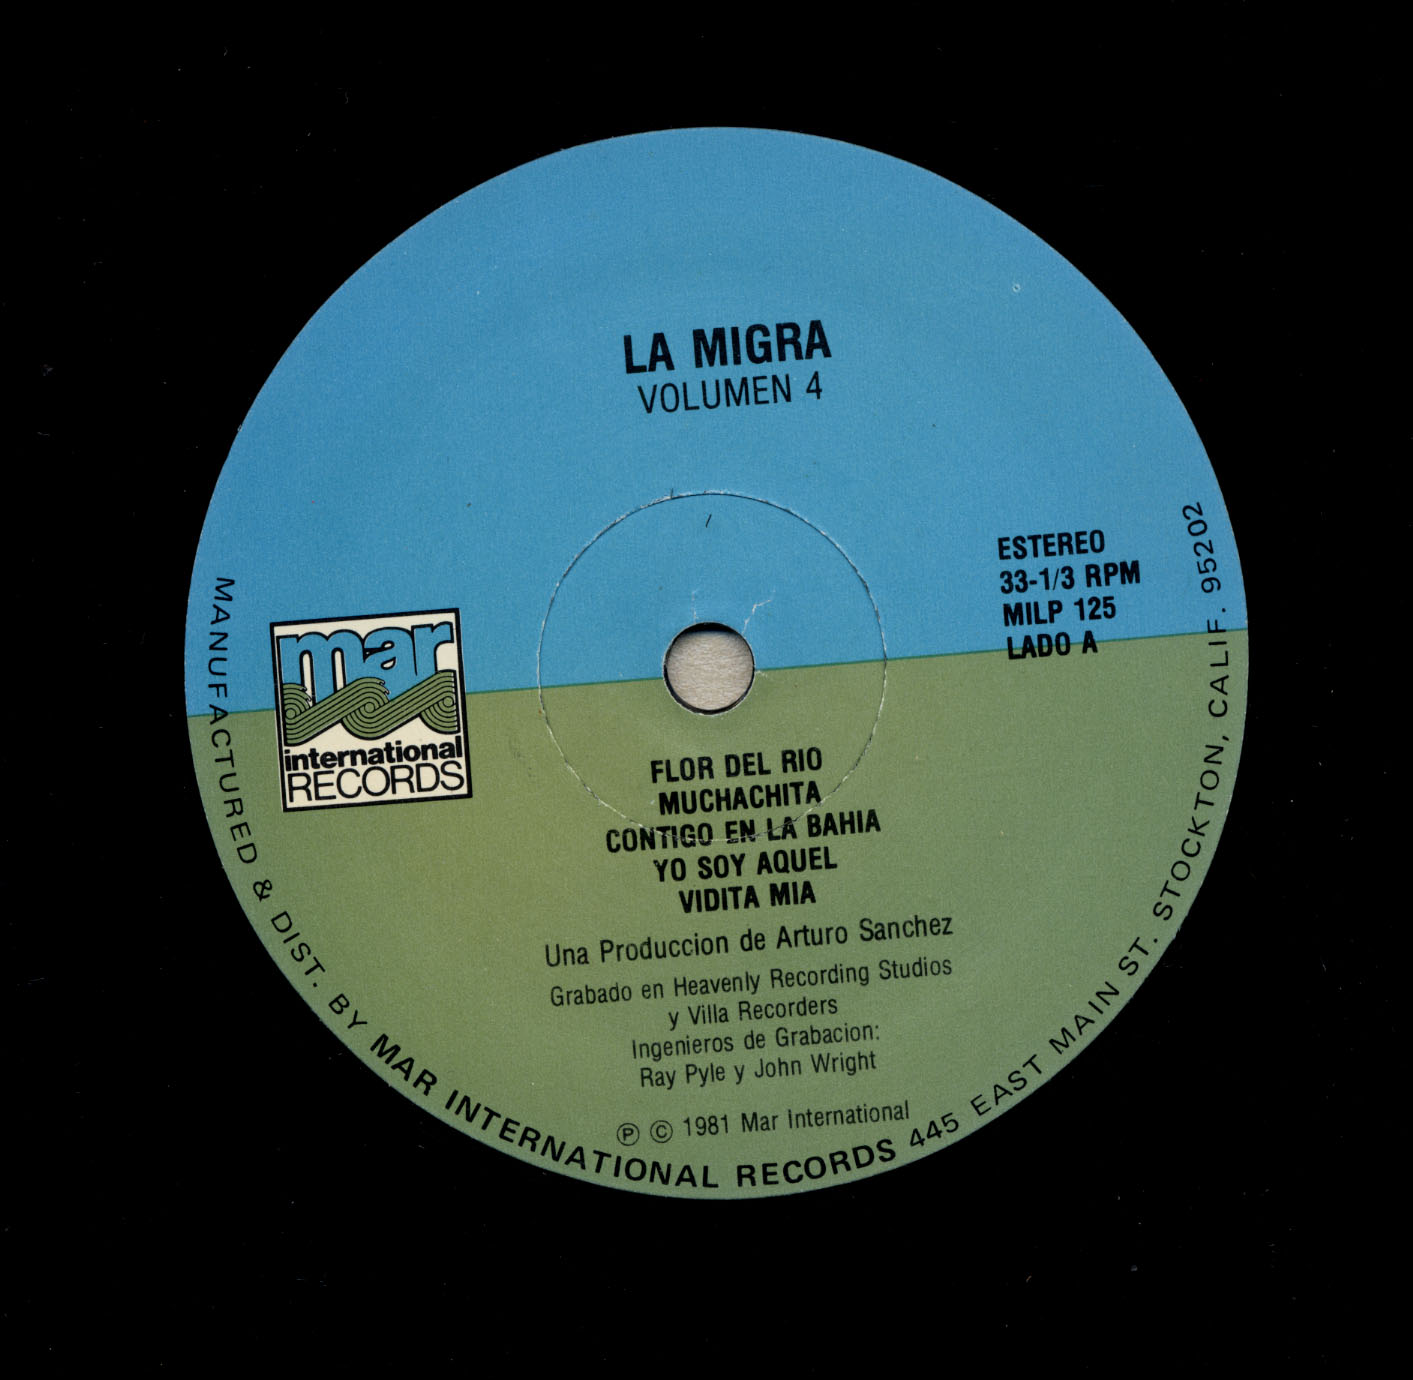 LA MIGRA
VOLUMEN 4
ESTEREO
33-1/3 RPM
MILP 125
LADO A
mar
international
RECORDS
FLOR DEL RIO
MUCHACHITA
CONTIGO EN LA BAHIA
YO SOY AQUEL
VIDITA MIA
Una Produccion de Arturo Sanchez
Grabado en Heavenly Recording Studios
y Villa Recorders
Ingenieros de Grabacion:
Ray Pyle y John Wright
℗ © 1981 Mar International
MANUFACTURED & DIST. BY MAR INTERNATIONAL RECORDS 445 EAST MAIN ST. STOCKTON, CALIF. 95202